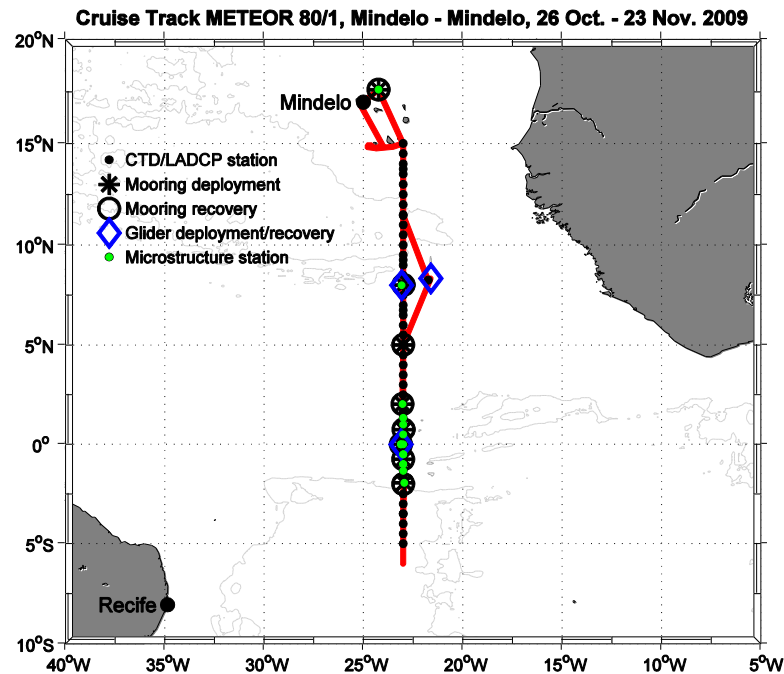 Cruise Track METEOR 80/1, Mindelo - Mindelo, 26 Oct. - 23 Nov. 2009
20°N
Mindelo
15°N
CTD/LADCP station
Mooring deployment
Mooring recovery
10°N
Glider deployment/recovery
Microstructure station
5°N
0°
5°S
Recife
10°S
40°W 35°W 30°W 25°W 20°W 15°W 10°W 5°W